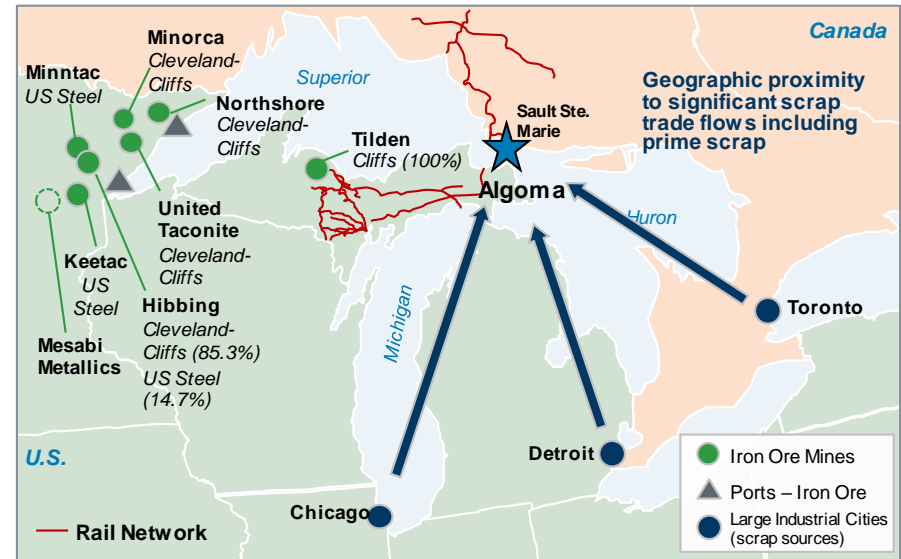 Canada
Minorca
Cleveland-
Cliffs
Minntac
US Steel
Superior
Northshore
Cleveland-
Cliffs
Geographic proximity
to significant scrap
trade flows including
prime scrap
Sault Ste.
Marie
Tilden
Cliffs (100%)
Algoma
Huron
United
Taconite
Cleveland-
Cliffs
Keetac
US
Steel
Hibbing
Cleveland-
Cliffs (85.3%)
US Steel
(14.7%)
Mesabi
Metallics
Michigan
Toronto
U.S.
Detroit
Chicago
Rail Network
Iron Ore Mines
Ports – Iron Ore
Large Industrial Cities
(scrap sources)